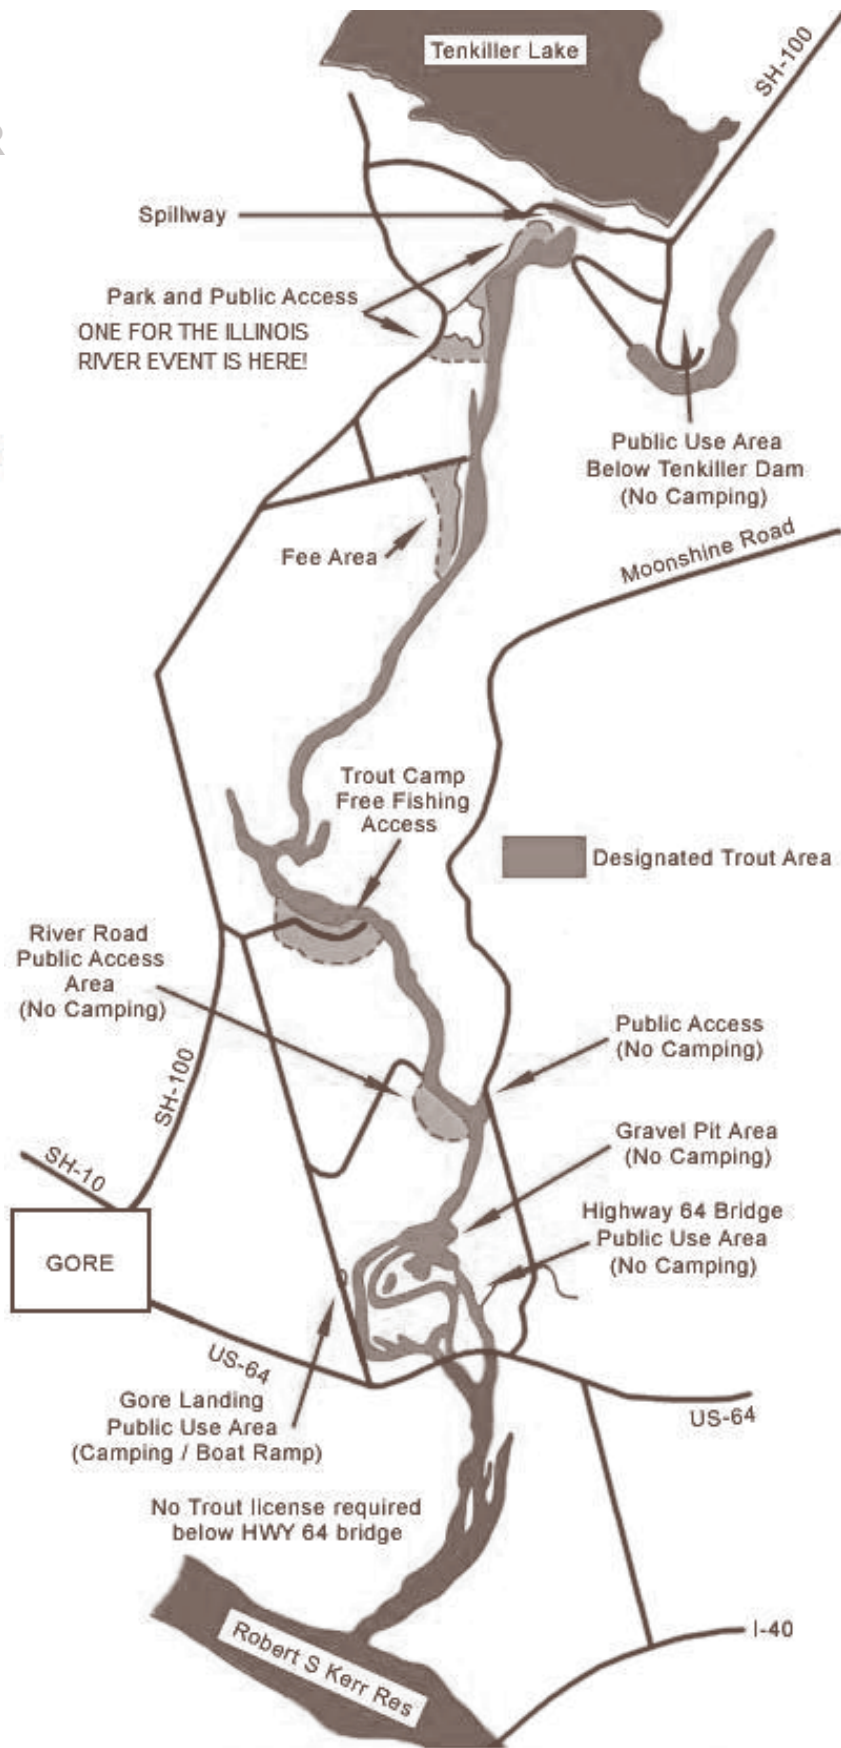 Tenkiller Lake
SH-100
R
Spillway
Park and Public Access
ONE FOR THE ILLINOIS
RIVER EVENT IS HERE!
Public Use Area
Below Tenkiller Dam
(No Camping)
Fee Area
Moonshine Road
Trout Camp
Free Fishing
Access
Designated Trout Area
River Road
Public Access
Area
(No Camping)
Public Access
(No Camping)
SH-100
Gravel Pit Area
(No Camping)
SH-10
Highway 64 Bridge
Public Use Area
(No Camping)
GORE
US-64
Gore Landing
Public Use Area
(Camping / Boat Ramp)
US-64
No Trout license required
below HWY 64 bridge
I-40
Robert S Kerr Res